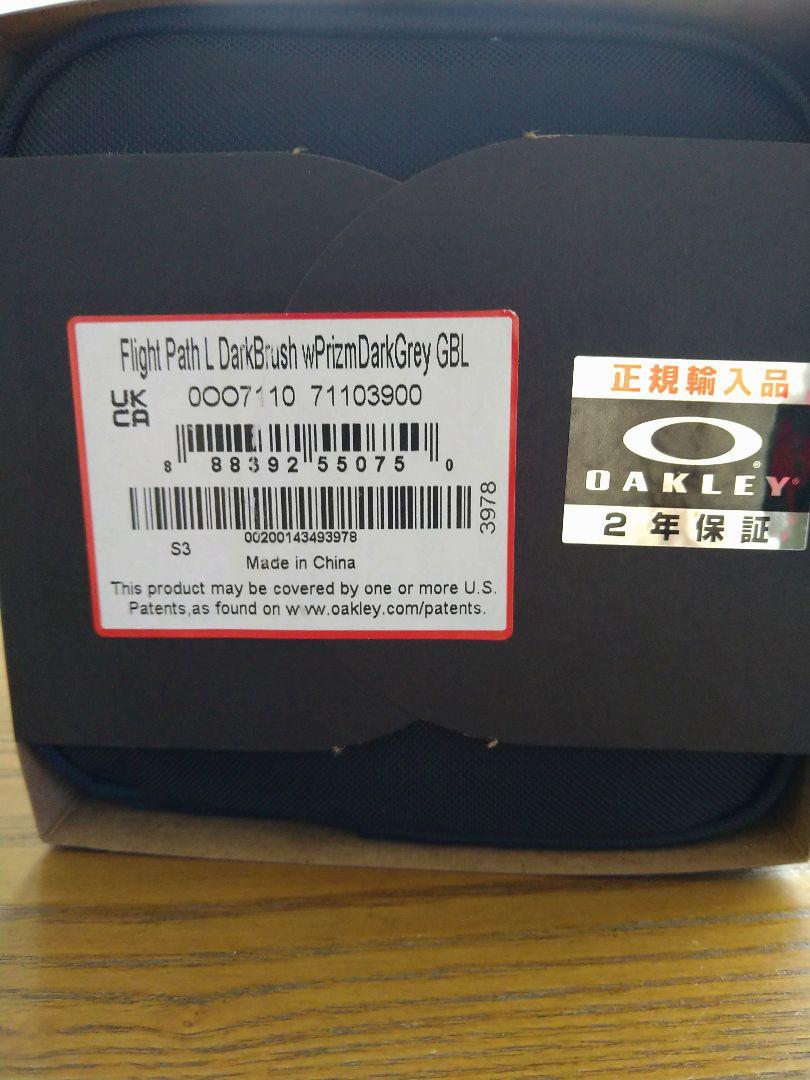 Flight Path L DarkBrush wPrizmDarkGrey GBL
UK
CA
0OO7110 71103900
8 88392 55075 0
3978
S3
00200143493978
Made in China
This product may be covered by one or more U.S.
Patents,as found on www.oakley.com/patents.
正規輸入品
OAKLEY®
2年保証